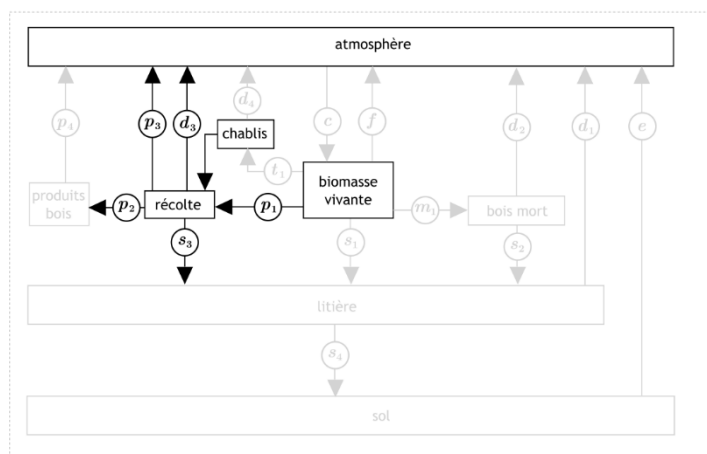 atmosphère
p4
p3
d3
d4
c
f
d2
d1
e
chablis
t1
biomasse
vivante
produits
bois
p2
récolte
p1
m1
bois mort
s3
s1
s2
litière
s4
sol